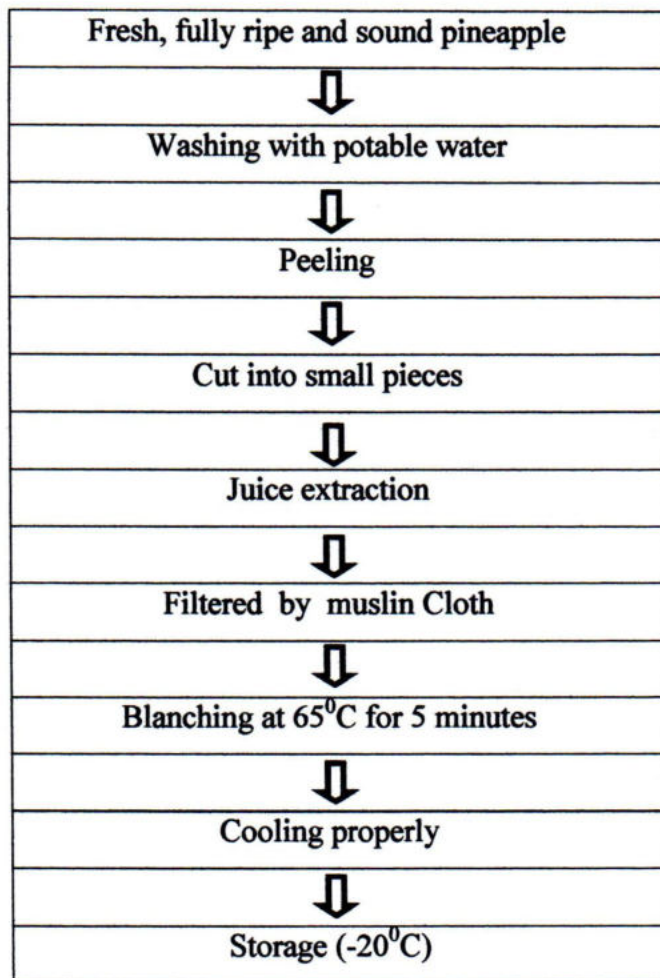 Fresh, fully ripe and sound pineapple
Washing with potable water
Peeling
Cut into small pieces
Juice extraction
Filtered by muslin Cloth
Blanching at 65⁰C for 5 minutes
Cooling properly
Storage (-20⁰C)